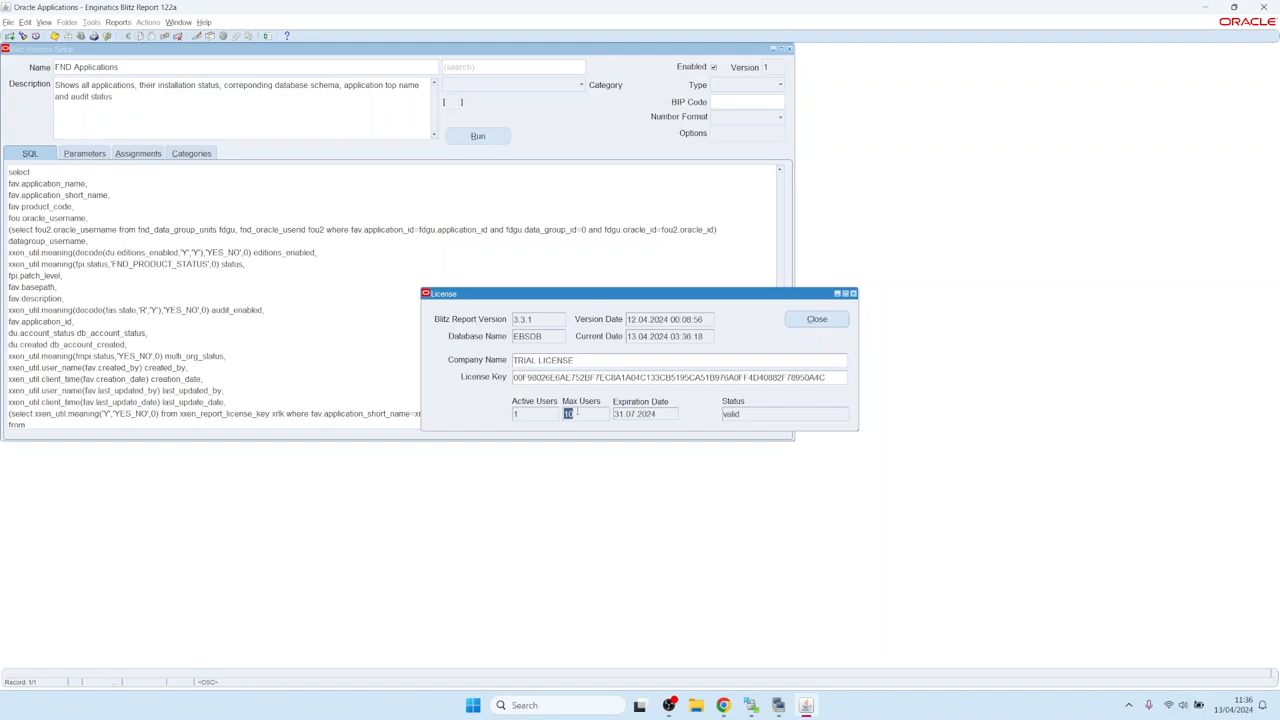 Oracle Applications - Enginatics Blitz Report 122a
File Edit View Folder Tools Reports Actions Window Help
ORACLE
Blitz Reports Setup
Name FND Applications (search) Enabled Version 1
Description Shows all applications, their installation status, correponding database schema, application top name Category Type
and audit status [ ] BIP Code
Number Format
Run Options
SQL Parameters Assignments Categories
select
fav.application_name,
fav.application_short_name,
fav.product_code,
fou.oracle_username,
(select fou2.oracle_username from fnd_data_group_units fdgu, fnd_oracle_userid fou2 where fav.application_id=fdgu.application_id and fdgu.data_group_id=0 and fdgu.oracle_id=fou2.oracle_id)
datagroup_username,
xxen_util.meaning(decode(du.editions_enabled,'Y','Y'),'YES_NO',0) editions_enabled,
xxen_util.meaning(fpi.status,'FND_PRODUCT_STATUS',0) status,
fpi.patch_level,
fav.basepath,
fav.description,
xxen_util.meaning(decode(fas.state,'R','Y'),'YES_NO',0) audit_enabled,
fav.application_id,
du.account_status db_account_status,
du.created db_account_created,
xxen_util.meaning(fmpi.status,'YES_NO',0) multi_org_status,
xxen_util.user_name(fav.created_by) created_by,
xxen_util.client_time(fav.creation_date) creation_date,
xxen_util.user_name(fav.last_updated_by) last_updated_by,
xxen_util.client_time(fav.last_update_date) last_update_date,
(select xxen_util.meaning('Y','YES_NO',0) from xxen_report_license_key xrlk where fav.application_short_name=xr
from
License
Blitz Report Version 3.3.1 Version Date 12.04.2024 00:08:56 Close
Database Name EBSDB Current Date 13.04.2024 03:36:18
Company Name TRIAL LICENSE
License Key 00F98026E6AE752BF7EC8A1A04C133CB5195CA51B976A0FF4D40882F78950A4C
Active Users Max Users Expiration Date Status
1 10 31.07.2024 valid
Record: 1/1 ... <OSC>
Search
11:36
13/04/2024